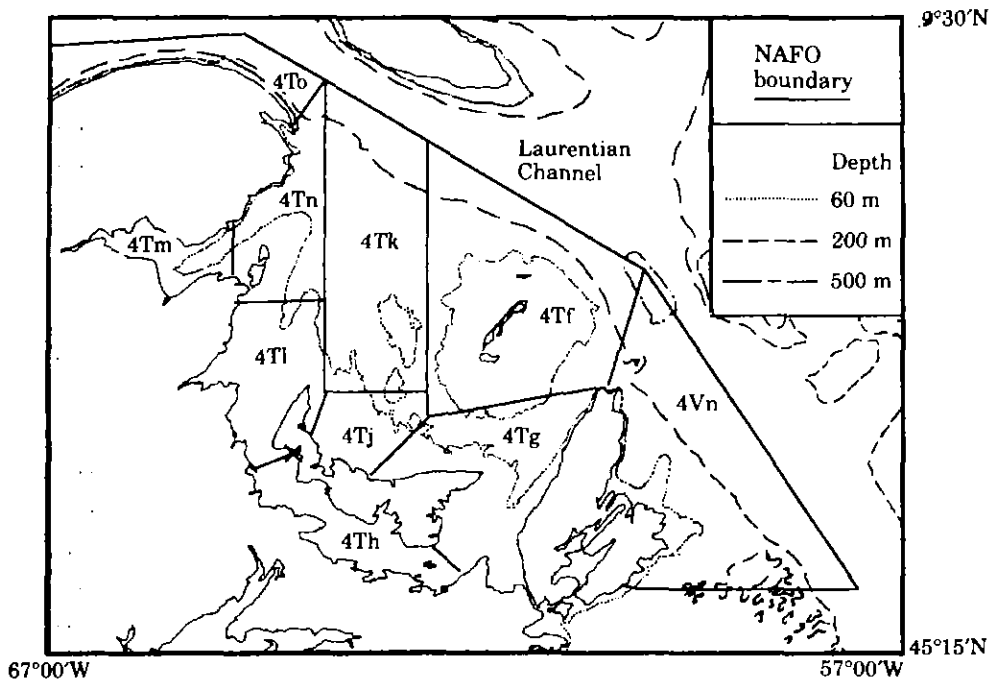 9°30'N
NAFO
boundary
Depth
60 m
200 m
500 m
Laurentian
Channel
4To
4Tn
4Tm
4Tk
4Tf
4Tl
4Vn
4Tj
4Tg
4Th
45°15'N
67°00'W
57°00'W